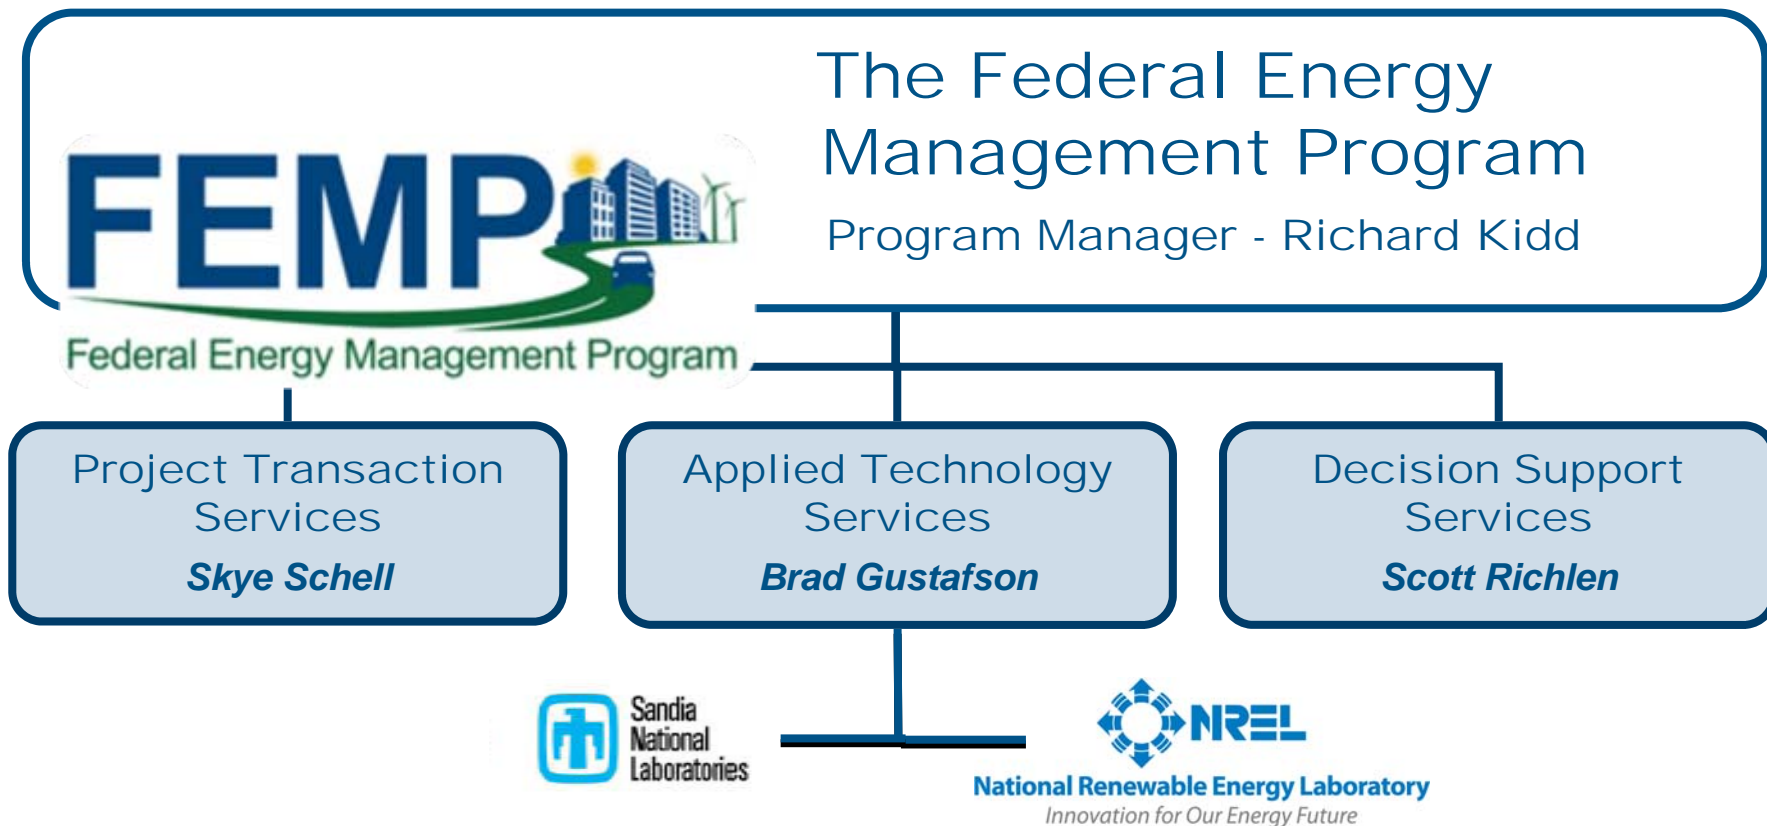 The Federal Energy
Management Program
Program Manager - Richard Kidd
FEMP
Federal Energy Management Program
Project Transaction
Services
Skye Schell
Applied Technology
Services
Brad Gustafson
Decision Support
Services
Scott Richlen
Sandia
National
Laboratories
NREL
National Renewable Energy Laboratory
Innovation for Our Energy Future